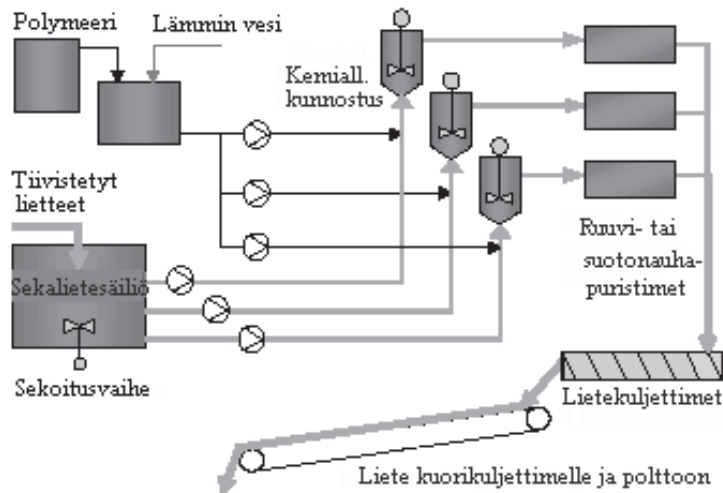 Polymeeri
Lämmin vesi
Kemiall.
kunnostus
Tiivistetyt
lietteet
Sekalietesäiliö
Sekoitusvaihe
Ruuvi- tai
suotonauha-
puristimet
Lietekuljettimet
Liete kuorikuljettimelle ja polttoon